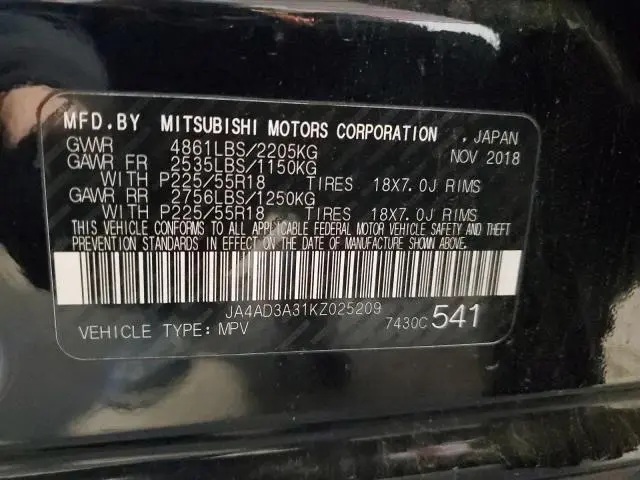 MFD.BY MITSUBISHI MOTORS CORPORATION , JAPAN
GVWR 4861LBS/2205KG NOV 2018
GAWR FR 2535LBS/1150KG
WITH P225/55R18 TIRES 18X7.0J RIMS
GAWR RR 2756LBS/1250KG
WITH P225/55R18 TIRES 18X7.0J RIMS
THIS VEHICLE CONFORMS TO ALL APPLICABLE FEDERAL MOTOR VEHICLE SAFETY AND THEFT
PREVENTION STANDARDS IN EFFECT ON THE DATE OF MANUFACTURE SHOWN ABOVE.
JA4AD3A31KZ025209
VEHICLE TYPE: MPV 7430C 541